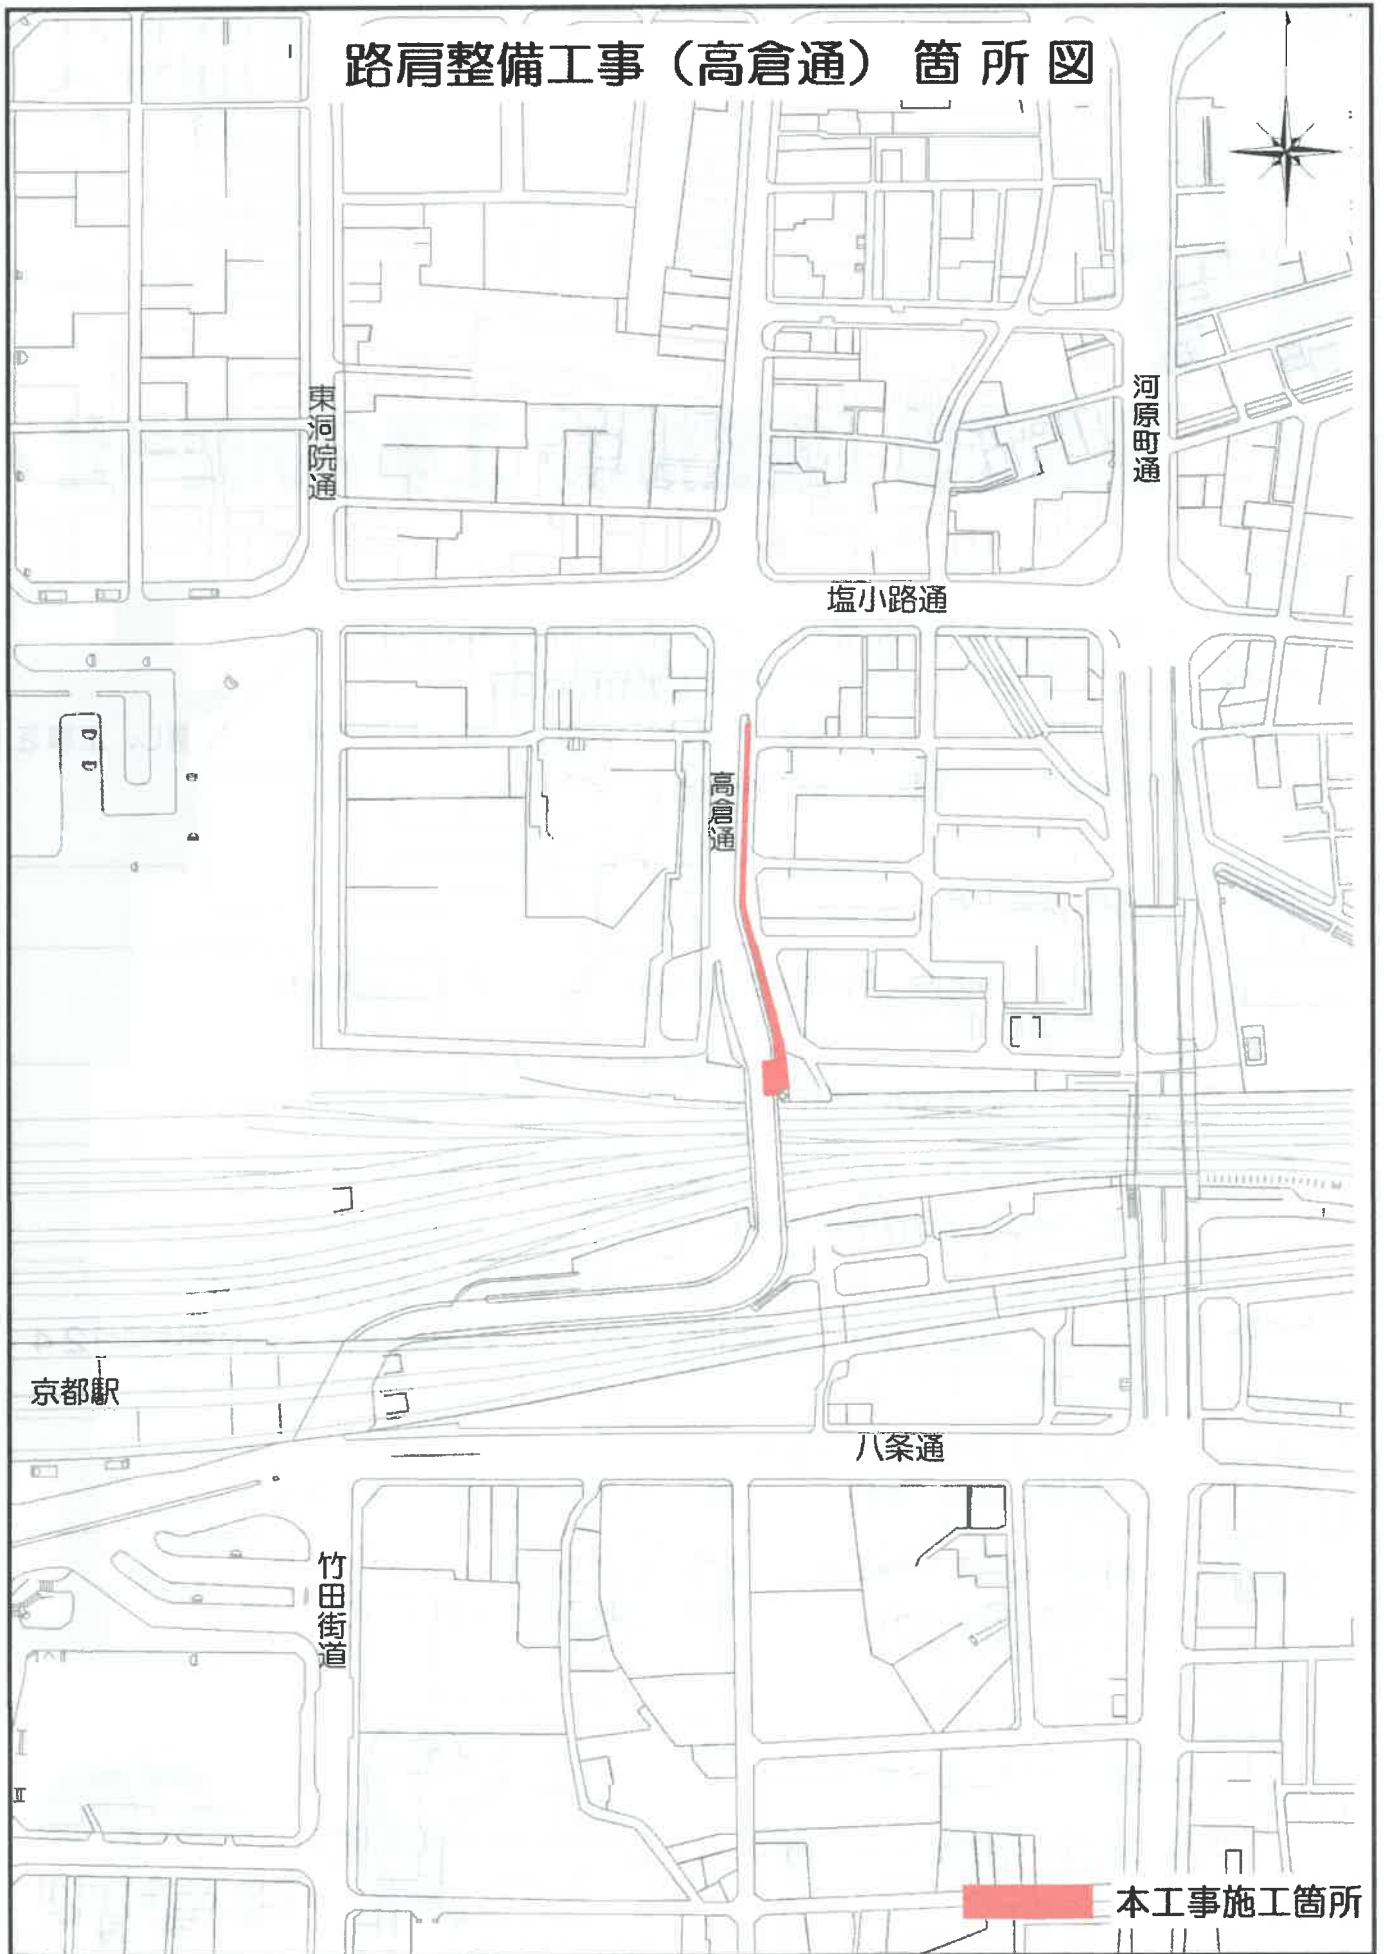 路肩整備工事（高倉通）箇所図
東洞院通
河原町通
塩小路通
高倉通
京都駅
八条通
竹田街道
本工事施工箇所